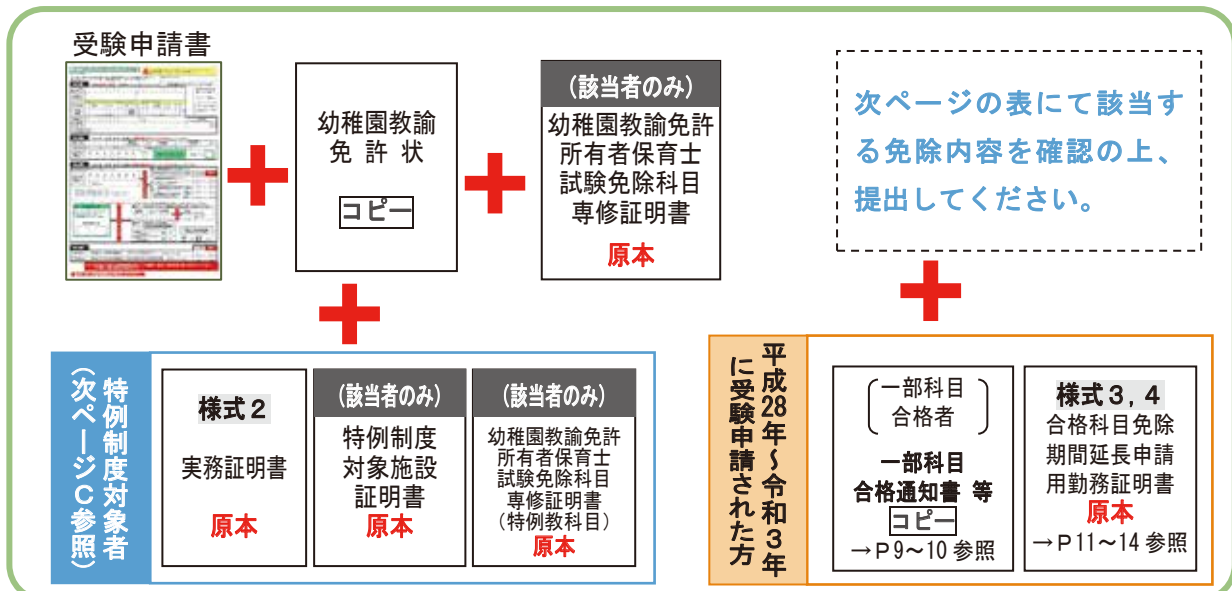 受験申請書
幼稚園教諭
免 許 状
コピー
(該当者のみ)
幼稚園教諭免許
所有者保育士
試験免除科目
専修証明書
原本
次ページの表にて該当す
る免除内容を確認の上、
提出してください。
特例制度対象者
(次ページC参照)
様式2
実務証明書
原本
(該当者のみ)
特例制度
対象施設
証明書
原本
(該当者のみ)
幼稚園教諭免許
所有者保育士
試験免除科目
専修証明書
(特例教科目)
原本
平成28年~令和3年
に受験申請された方
一部科目
合格者
一部科目
合格通知書 等
コピー
→P9~10 参照
様式3, 4
合格科目免除
期間延長申請
用勤務証明書
原本
→P11~14 参照